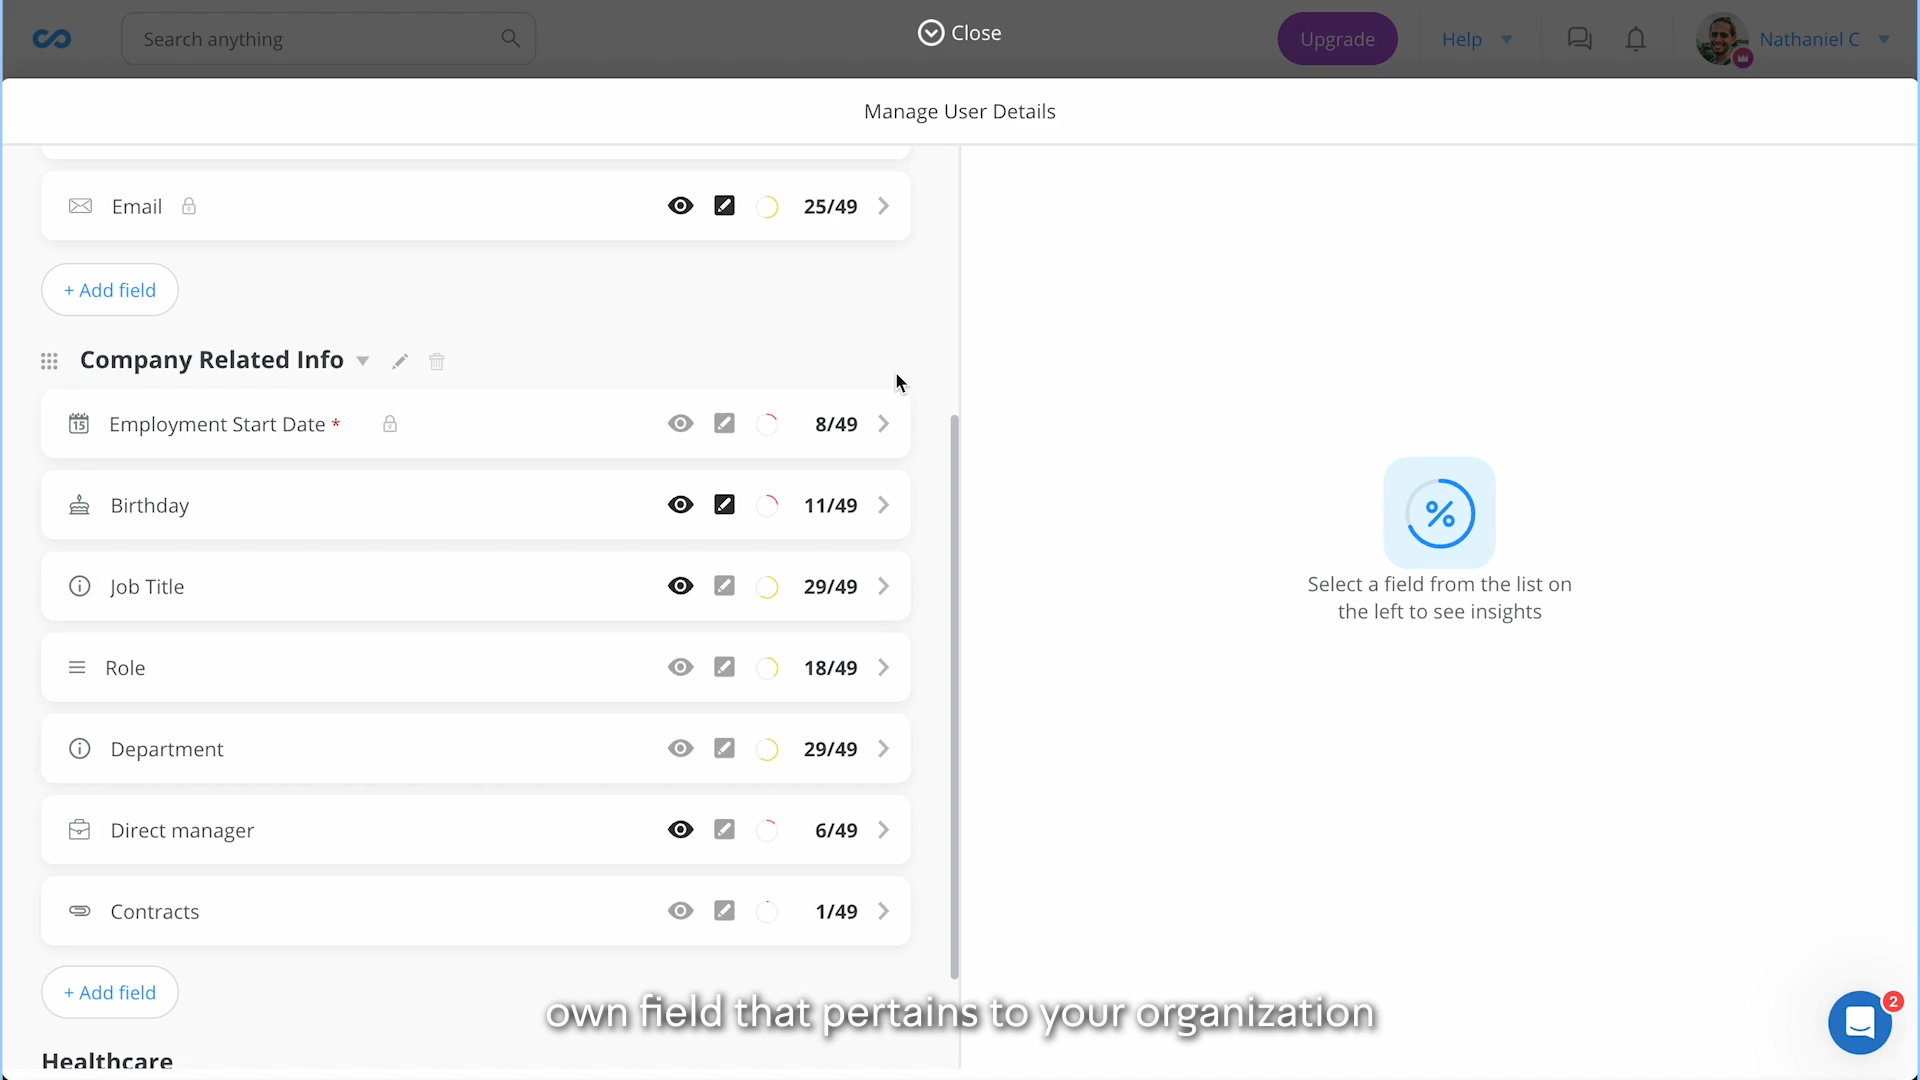 Search anything
Close
Upgrade
Help
Nathaniel C
Manage User Details
Email
25/49
+ Add field
Company Related Info
15
Employment Start Date *
8/49
Birthday
11/49
Job Title
29/49
Role
18/49
Department
29/49
Direct manager
6/49
Contracts
1/49
+ Add field
Healthcare
%
Select a field from the list on
the left to see insights
own field that pertains to your organization
2